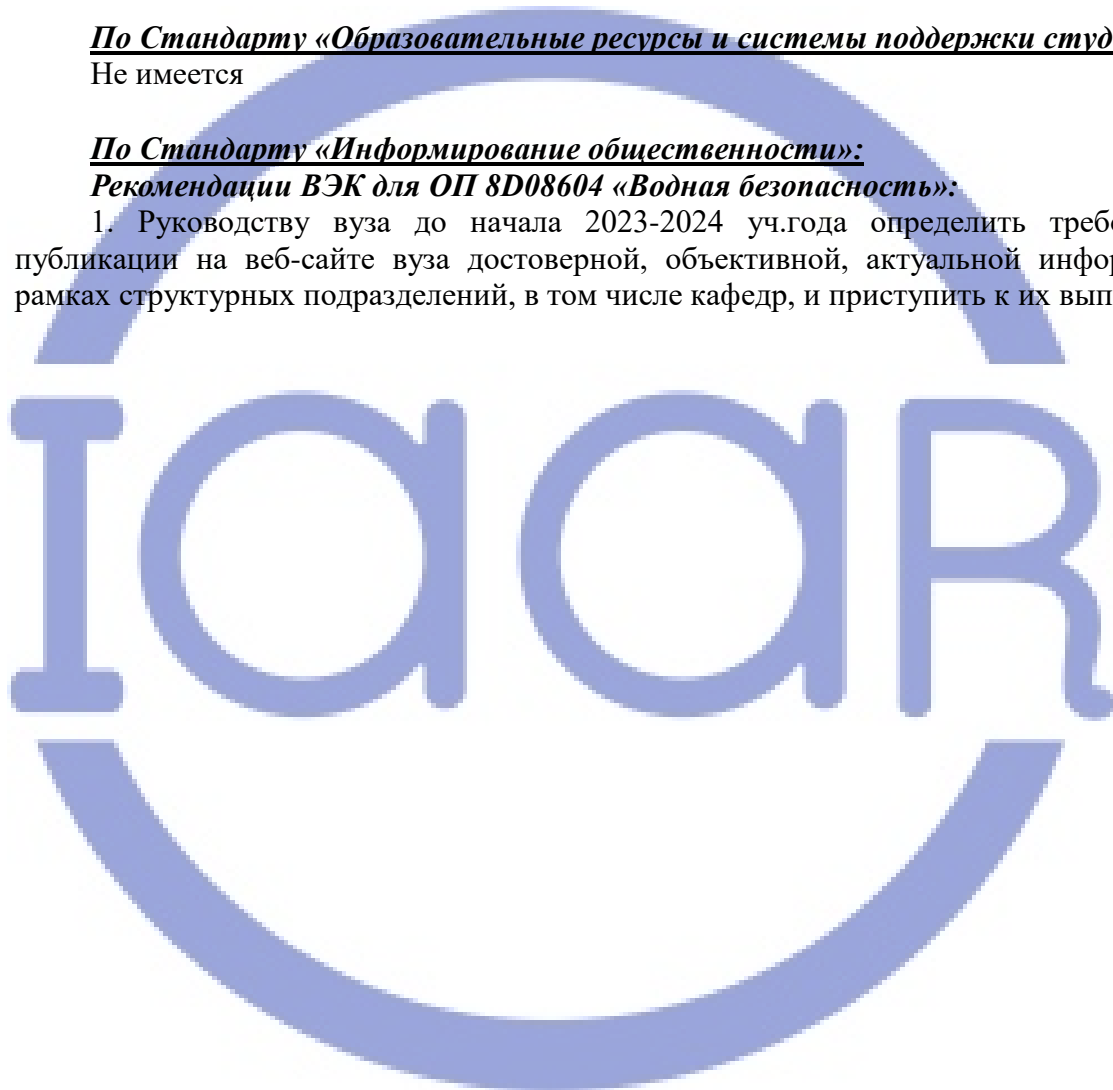 По Стандарту «Образовательные ресурсы и системы поддержки студ
Не имеется
По Стандарту «Информирование общественности»:
Рекомендации ВЭК для ОП 8D08604 «Водная безопасность»:
1. Руководству вуза до начала 2023-2024 уч.года определить треб
публикации на веб-сайте вуза достоверной, объективной, актуальной инфор
рамках структурных подразделений, в том числе кафедр, и приступить к их вып
IAAR